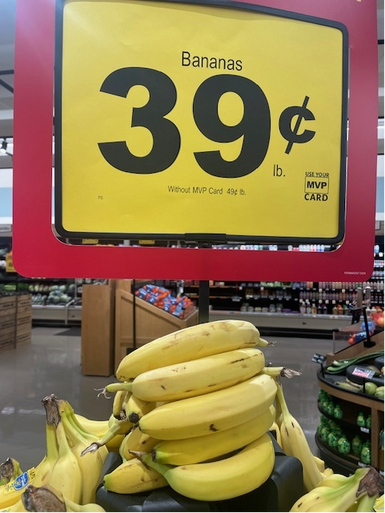 Bananas
39¢
lb.
Without MVP Card 49¢ lb.
USE YOUR
MVP
CARD